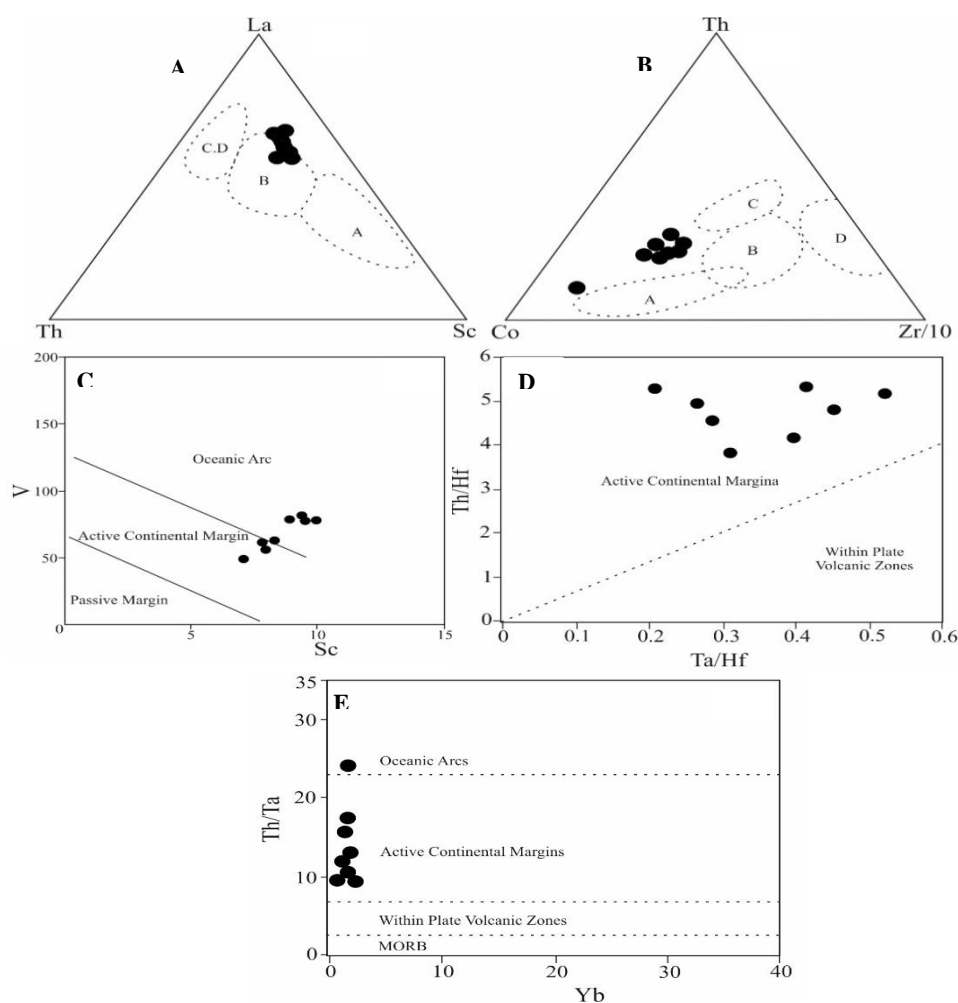 La
A
C.D
B
A
Th
Sc
Th
B
C
B
D
A
Co
Zr/10
C
200
150
100
50
0
V
Oceanic Arc
Active Continental Margin
Passive Margin
5
10
15
Sc
D
6
5
4
3
2
1
0
Th/Hf
Active Continental Margina
Within Plate
Volcanic Zones
0
0.1
0.2
0.3
0.4
0.5
0.6
Ta/Hf
E
35
30
20
10
0
Th/Ta
Oceanic Arcs
Active Continental Margins
Within Plate Volcanic Zones
MORB
0
10
20
30
40
Yb